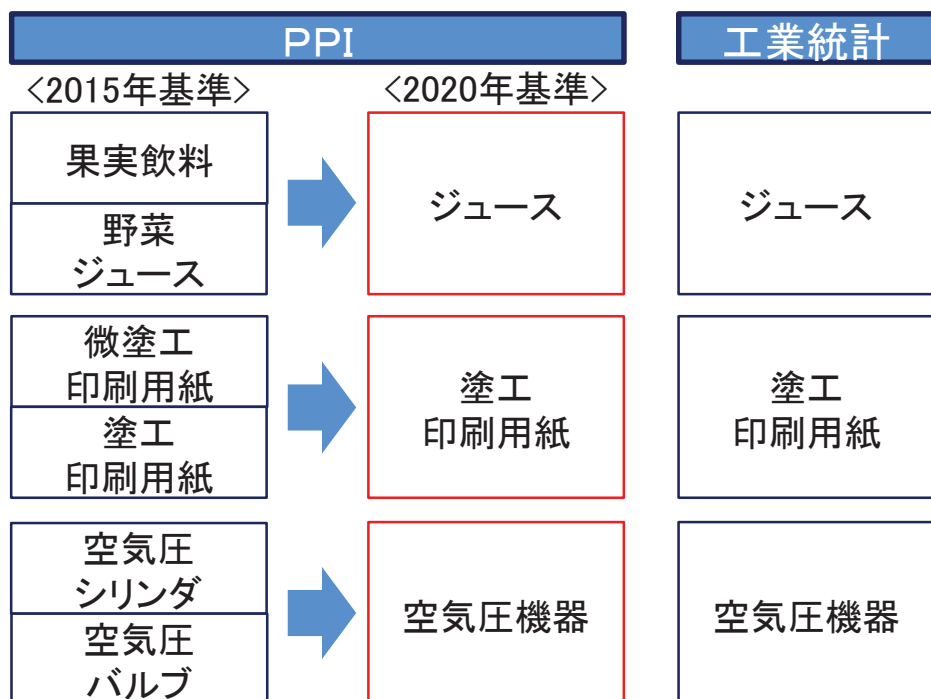 PPI
工業統計
<2015年基準>
<2020年基準>
果実飲料
野菜
ジュース
ジュース
ジュース
微塗工
印刷用紙
塗工
印刷用紙
塗工
印刷用紙
塗工
印刷用紙
空気圧
シリンダ
空気圧
バルブ
空気圧機器
空気圧機器